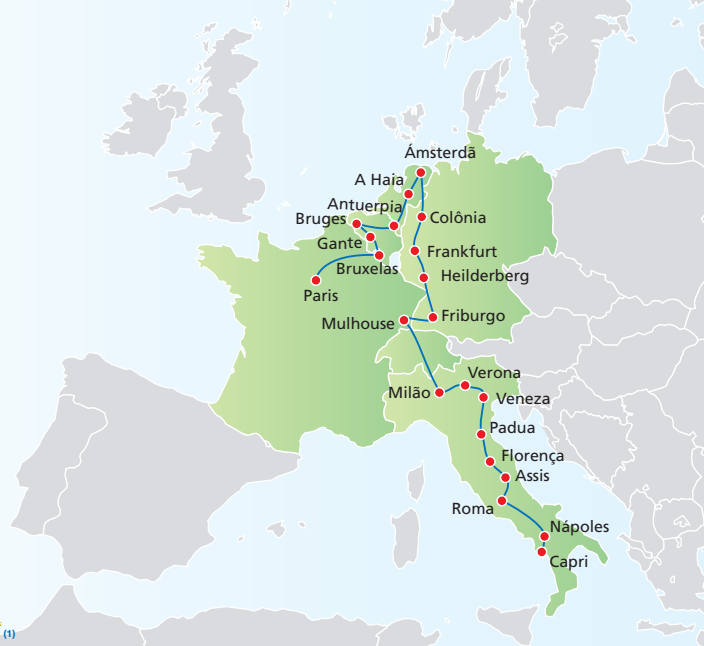 Ámsterdã
A Haia
Antuerpia
Bruges
Colônia
Gante
Frankfurt
Bruxelas
Heilderberg
Paris
Friburgo
Mulhouse
Verona
Milão
Veneza
Padua
Florença
Assis
Roma
Nápoles
Capri
(1)